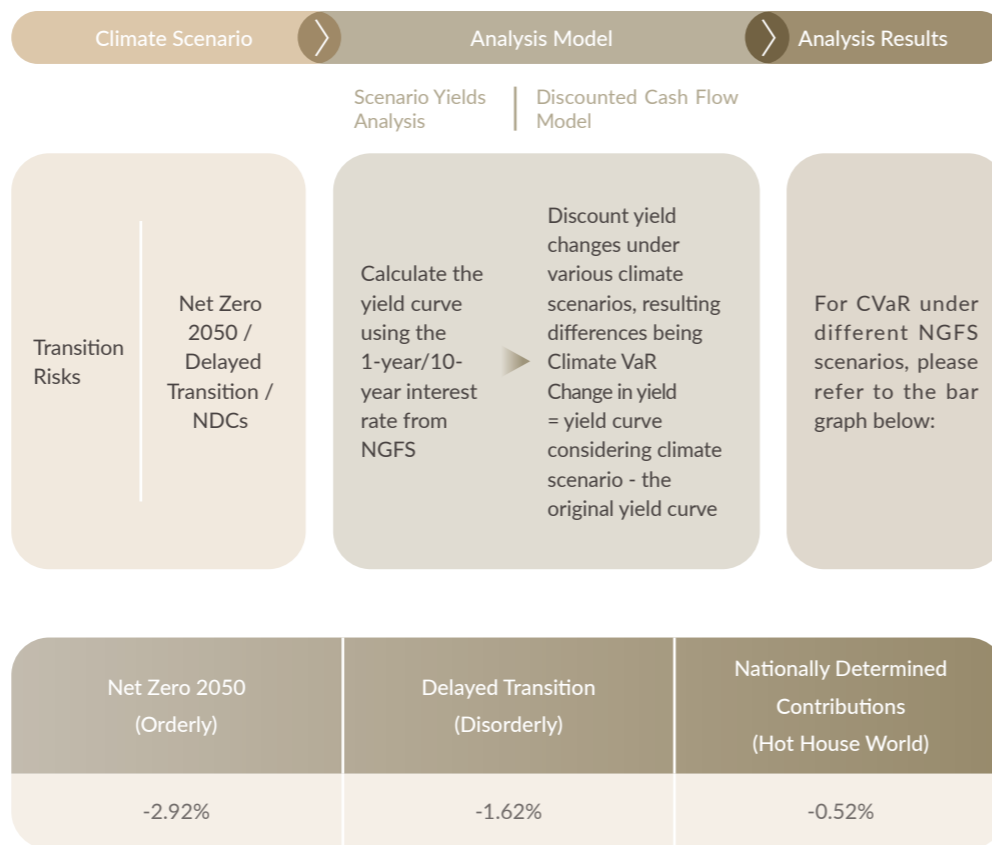 Climate Scenario
Analysis Model
Analysis Results
Scenario Yields
Analysis
Discounted Cash Flow
Model
Transition
Risks
Net Zero
2050 /
Delayed
Transition /
NDCs
Calculate the
yield curve
using the
1-year/10-
year interest
rate from
NGFS
Discount yield
changes under
various climate
scenarios, resulting
differences being
Climate VaR
Change in yield
= yield curve
considering climate
scenario - the
original yield curve
For CVaR under
different NGFS
scenarios, please
refer to the bar
graph below:
Net Zero 2050
(Orderly)
Delayed Transition
(Disorderly)
Nationally Determined
Contributions
(Hot House World)
-2.92%
-1.62%
-0.52%